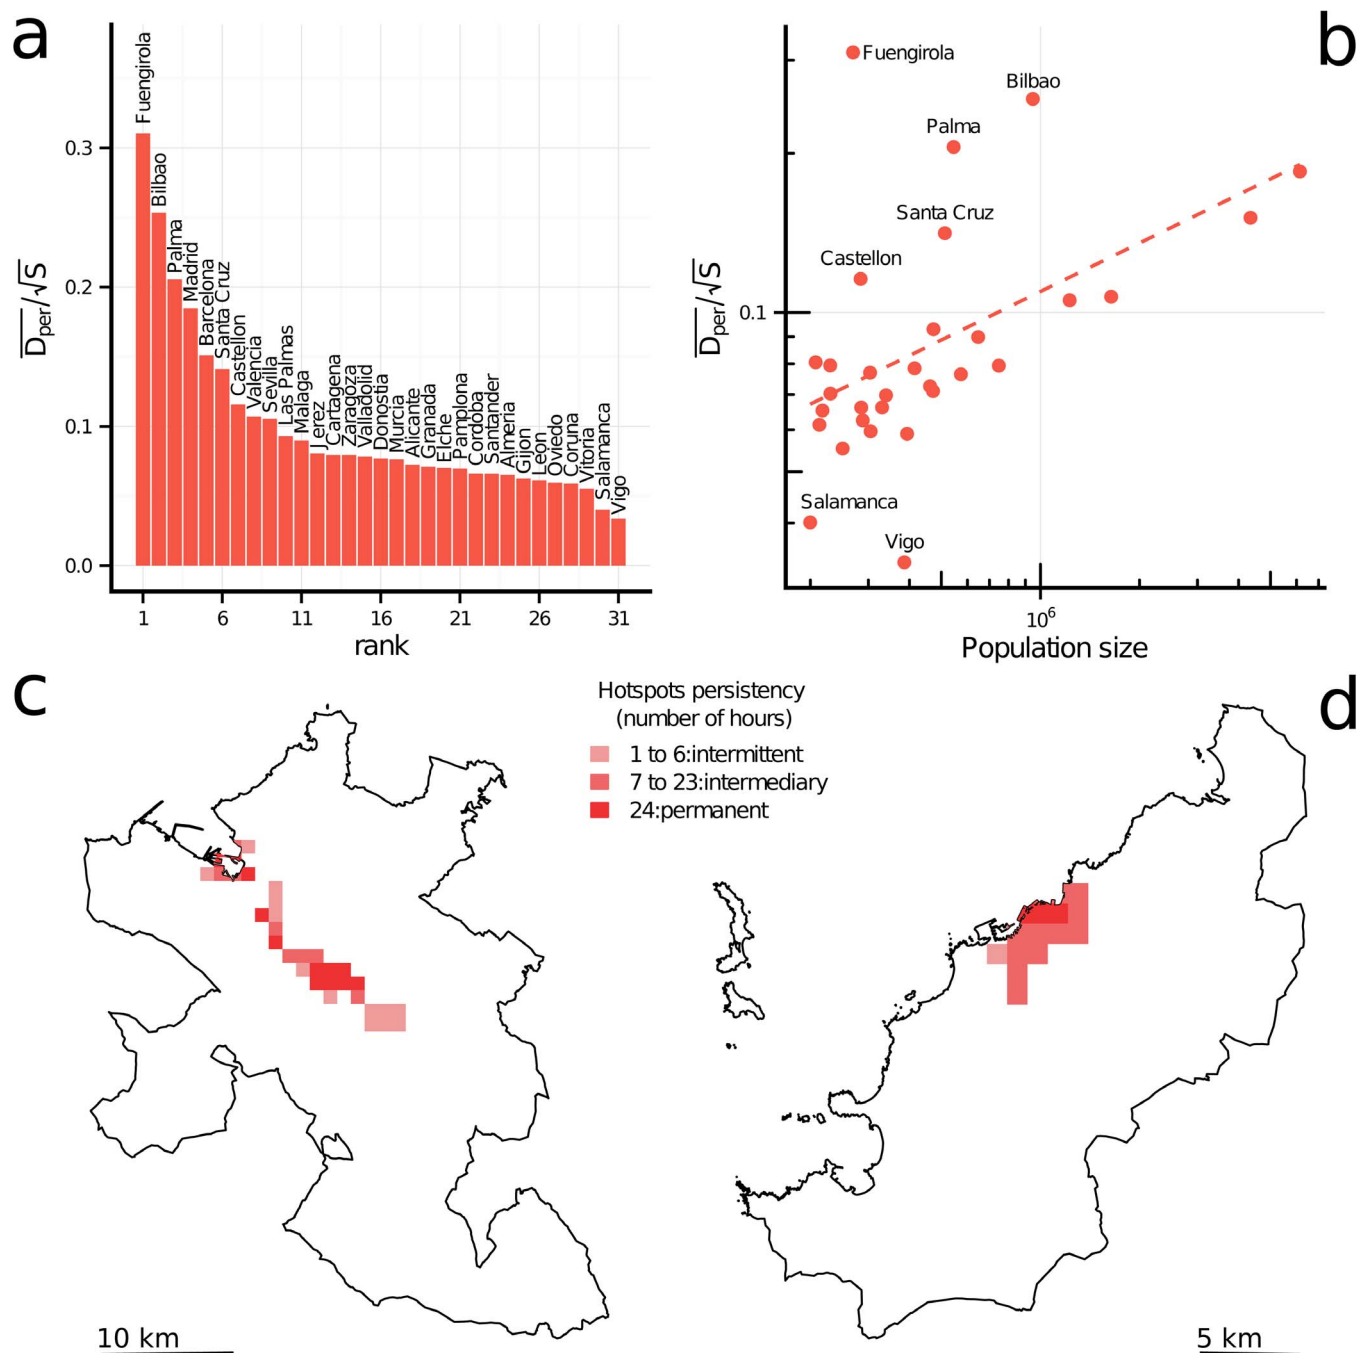 a
Fuengirola
Bilbao
Palma
Madrid
Barcelona
Santa Cruz
Castellon
Valencia
Sevilla
Las Palmas
Malaga
Jerez
Cartagena
Zaragoza
Valladolid
Donostia
Murcia
Alicante
Granada
Elche
Pamplona
Cordoba
Santander
Almeria
Gijon
Leon
Oviedo
Coruna
Vitoria
Salamanca
Vigo
0.3
0.2
0.1
0.0
D̅per/√S
1 6 11 16 21 26 31
rank
b
Fuengirola
Bilbao
Palma
Santa Cruz
Castellon
Salamanca
Vigo
0.1
D̅per/√S
10⁶
Population size
c
Hotspots persistency
(number of hours)
1 to 6:intermittent
7 to 23:intermediary
24:permanent
d
10 km
5 km